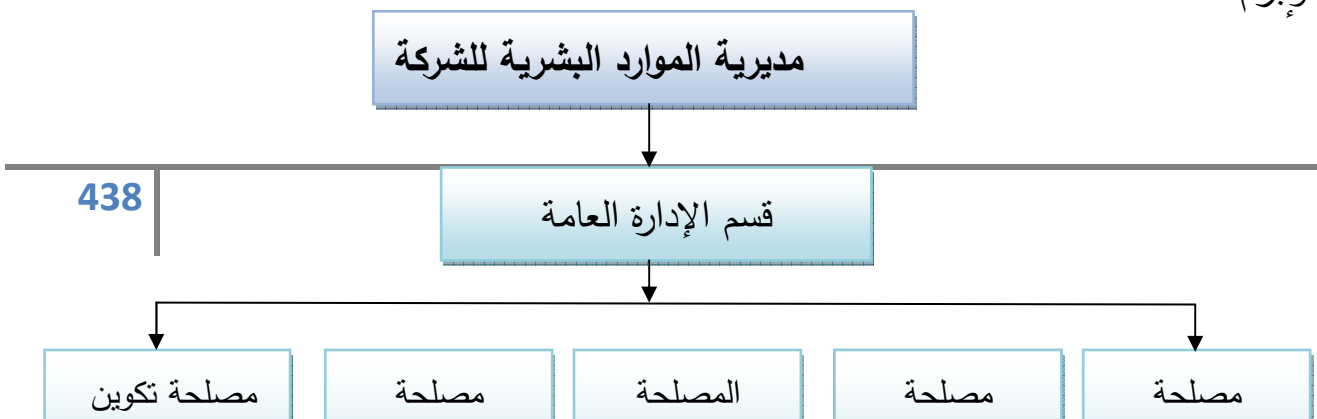 مديرية الموارد البشرية للشركة
438
قسم الإدارة العامة
مصلحة
مصلحة
المصلحة
مصلحة
مصلحة تكوين